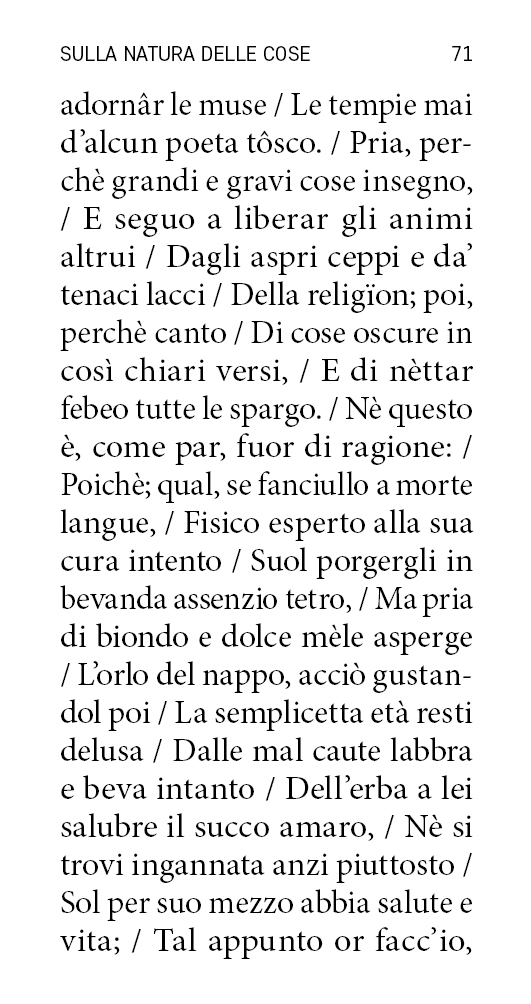 SULLA NATURA DELLE COSE 71
adornâr le muse / Le tempie mai
d’alcun poeta tôsco. / Pria, per-
chè grandi e gravi cose insegno,
/ E seguo a liberar gli animi
altrui / Dagli aspri ceppi e da’
tenaci lacci / Della religïon; poi,
perchè canto / Di cose oscure in
così chiari versi, / E di nèttar
febeo tutte le spargo. / Nè questo
è, come par, fuor di ragione: /
Poichè; qual, se fanciullo a morte
langue, / Fisico esperto alla sua
cura intento / Suol porgergli in
bevanda assenzio tetro, / Ma pria
di biondo e dolce mèle asperge
/ L’orlo del nappo, acciò gustan-
dol poi / La semplicetta età resti
delusa / Dalle mal caute labbra
e beva intanto / Dell’erba a lei
salubre il succo amaro, / Nè si
trovi ingannata anzi piuttosto /
Sol per suo mezzo abbia salute e
vita; / Tal appunto or facc’io,